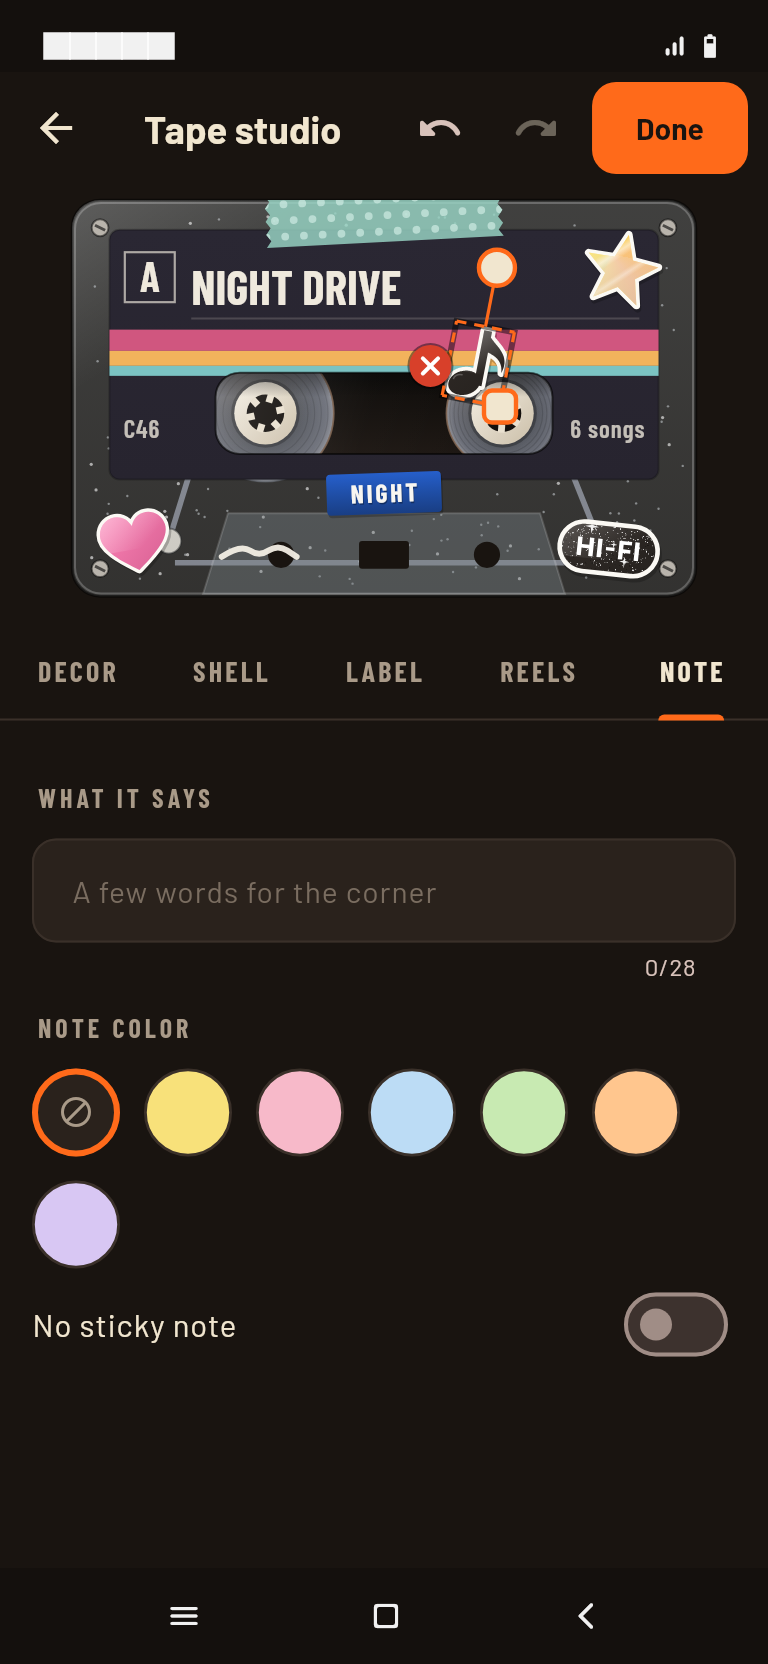 Tape studio
Done
A
NIGHT DRIVE
C46
6 songs
NIGHT
HI-FI
DECOR
SHELL
LABEL
REELS
NOTE
WHAT IT SAYS
A few words for the corner
0/28
NOTE COLOR
No sticky note